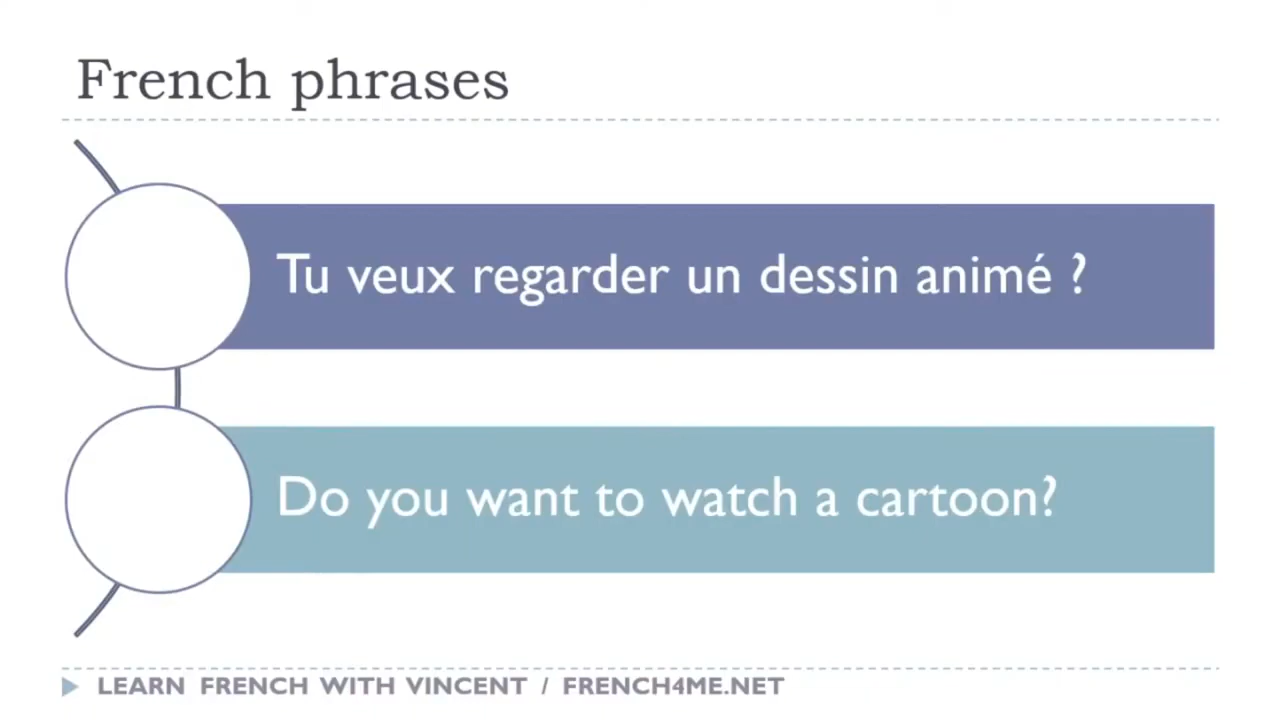 French phrases
Tu veux regarder un dessin animé ?
Do you want to watch a cartoon?
LEARN FRENCH WITH VINCENT / FRENCH4ME.NET